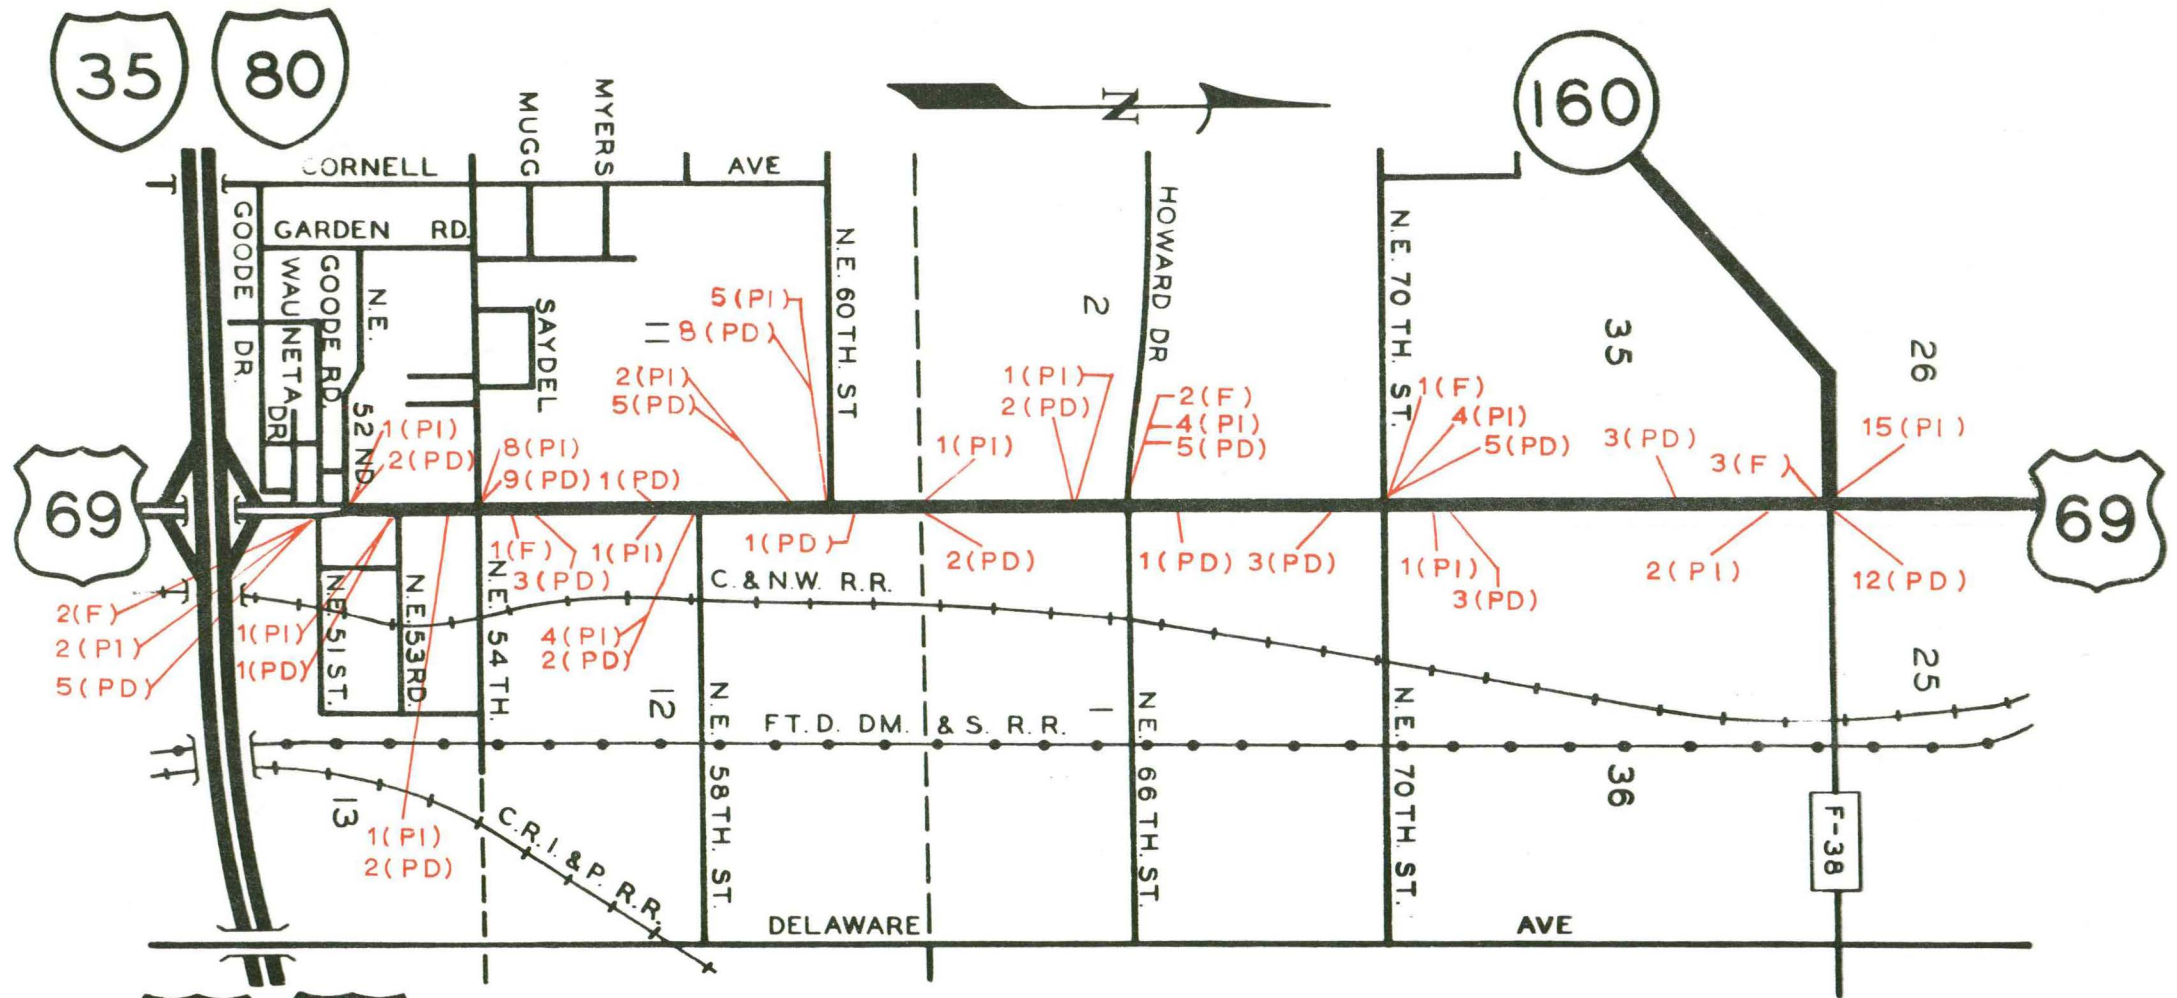 35
80
160
N
CORNELL AVE
MUGG
MYERS
GOODE DR.
GARDEN RD.
WAUNETA DR.
GOODE RD.
N.E. 52 ND
SAYDEL
N.E. 60TH. ST
HOWARD DR
N.E. 70 TH. ST.
11
2
35
26
5(PI)
8(PD)
2(PI)
5(PD)
1(PI)
2(PD)
2(F)
4(PI)
5(PD)
1(F)
4(PI)
5(PD)
3(PD)
3(F)
15(PI)
1(PI)
2(PD)
8(PI)
9(PD)
1(PD)
1(PI)
69
69
1(F)
3(PD)
1(PI)
1(PD)
2(PD)
1(PD)
3(PD)
1(PI)
3(PD)
2(PI)
12(PD)
C. & N.W. R.R.
2(F)
2(PI)
5(PD)
1(PI)
1(PD)
4(PI)
2(PD)
N.E. 51 ST.
N.E. 53RD.
N.E. 54 TH.
12
N.E. 58TH. ST.
FT. D. DM. & S. R.R.
1
N.E. 66 TH. ST.
N.E. 70TH. ST.
25
36
13
1(PI)
2(PD)
C.R.I. & P. R.R.
F-38
DELAWARE AVE